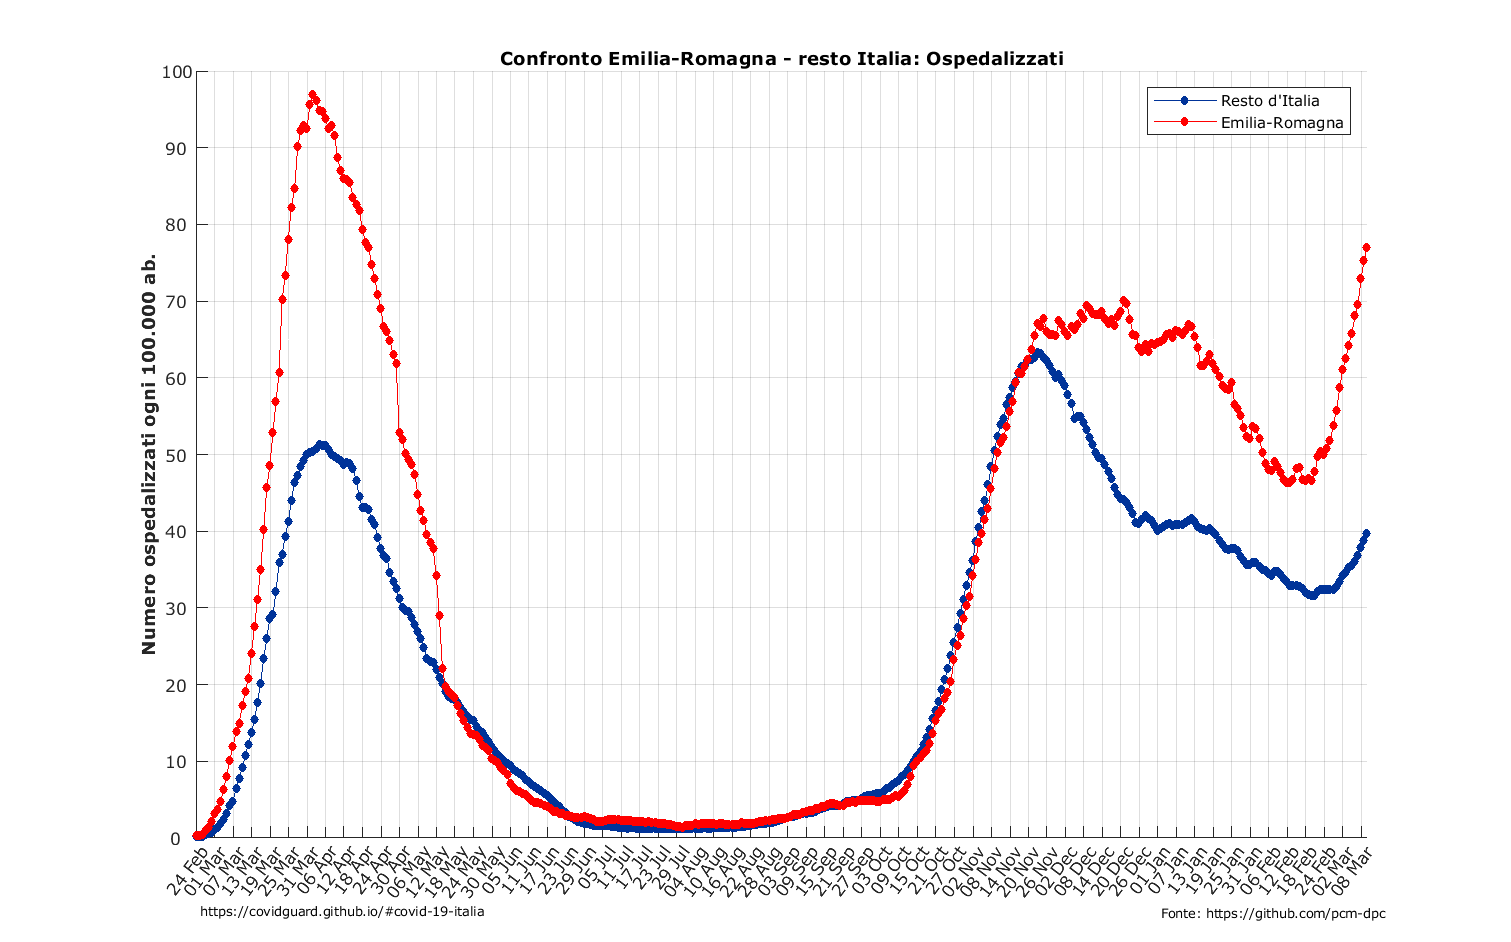 Confronto Emilia-Romagna - resto Italia: Ospedalizzati
Numero ospedalizzati ogni 100.000 ab.
100
90
80
70
60
50
40
30
20
10
0
Resto d'Italia
Emilia-Romagna
24 Feb
01 Mar
07 Mar
13 Mar
19 Mar
25 Mar
31 Mar
06 Apr
12 Apr
18 Apr
24 Apr
30 Apr
06 May
12 May
18 May
24 May
30 May
05 Jun
11 Jun
17 Jun
23 Jun
29 Jun
05 Jul
11 Jul
17 Jul
23 Jul
29 Jul
04 Aug
10 Aug
16 Aug
22 Aug
28 Aug
03 Sep
09 Sep
15 Sep
21 Sep
27 Sep
03 Oct
09 Oct
15 Oct
21 Oct
27 Oct
02 Nov
08 Nov
14 Nov
20 Nov
26 Nov
02 Dec
08 Dec
14 Dec
20 Dec
26 Dec
01 Jan
07 Jan
13 Jan
19 Jan
25 Jan
31 Jan
06 Feb
12 Feb
18 Feb
24 Feb
02 Mar
08 Mar
https://covidguard.github.io/#covid-19-italia
Fonte: https://github.com/pcm-dpc